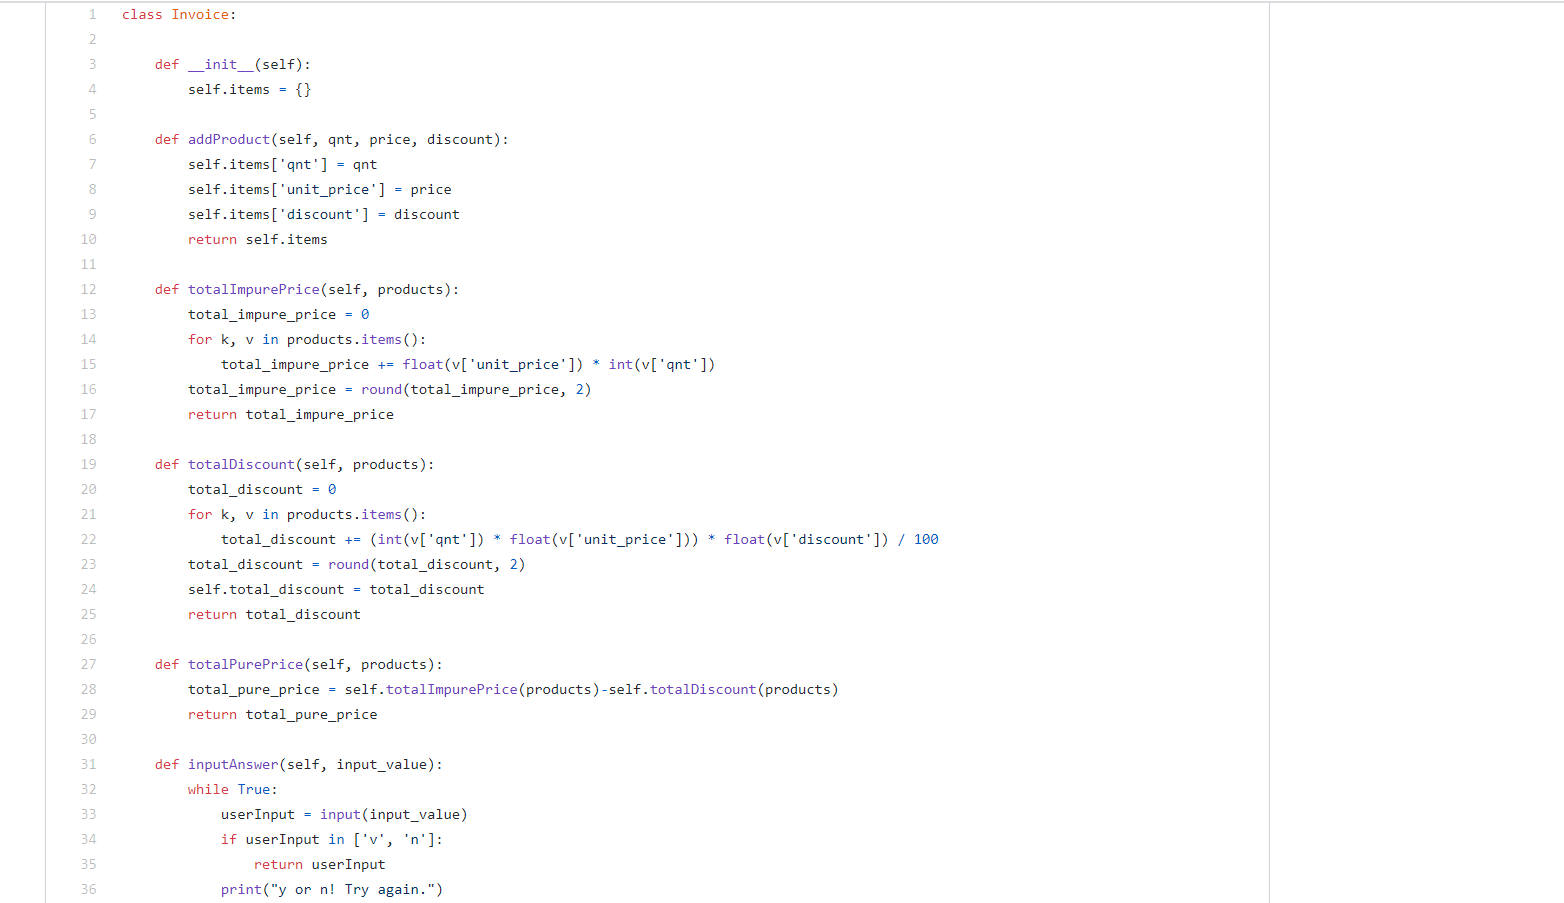 1 class Invoice:
2
3     def __init__(self):
4         self.items = {}
5
6     def addProduct(self, qnt, price, discount):
7         self.items['qnt'] = qnt
8         self.items['unit_price'] = price
9         self.items['discount'] = discount
10         return self.items
11
12     def totalImpurePrice(self, products):
13         total_impure_price = 0
14         for k, v in products.items():
15             total_impure_price += float(v['unit_price']) * int(v['qnt'])
16         total_impure_price = round(total_impure_price, 2)
17         return total_impure_price
18
19     def totalDiscount(self, products):
20         total_discount = 0
21         for k, v in products.items():
22             total_discount += (int(v['qnt']) * float(v['unit_price'])) * float(v['discount']) / 100
23         total_discount = round(total_discount, 2)
24         self.total_discount = total_discount
25         return total_discount
26
27     def totalPurePrice(self, products):
28         total_pure_price = self.totalImpurePrice(products)-self.totalDiscount(products)
29         return total_pure_price
30
31     def inputAnswer(self, input_value):
32         while True:
33             userInput = input(input_value)
34             if userInput in ['v', 'n']:
35                 return userInput
36             print("y or n! Try again.")